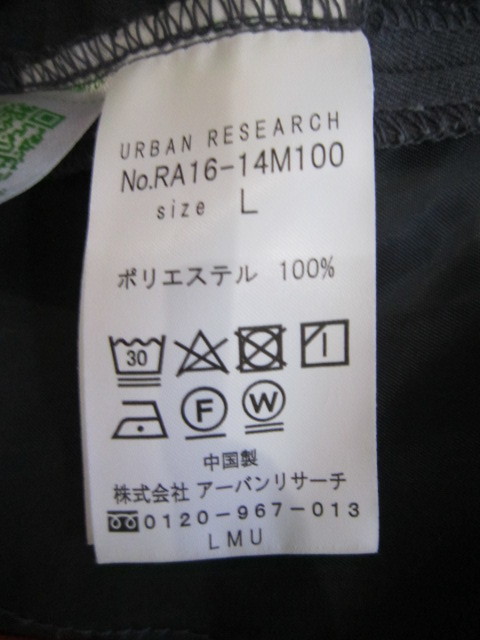 URBAN RESEARCH
No.RA16-14M100
size L
ポリエステル 100%
30
F W
中国製
株式会社 アーバンリサーチ
0120-967-013
LMU